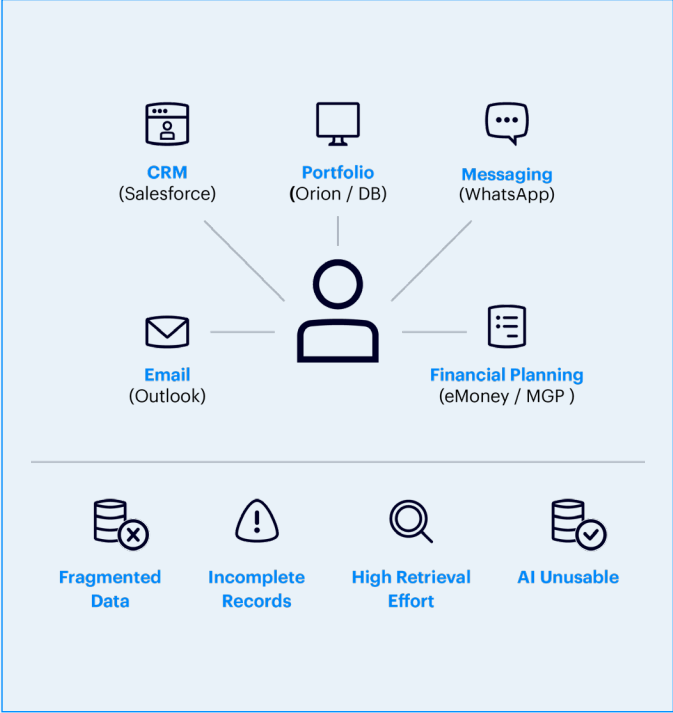 CRM
(Salesforce)
Portfolio
(Orion / DB)
Messaging
(WhatsApp)
Email
(Outlook)
Financial Planning
(eMoney / MGP )
Fragmented
Data
Incomplete
Records
High Retrieval
Effort
AI Unusable